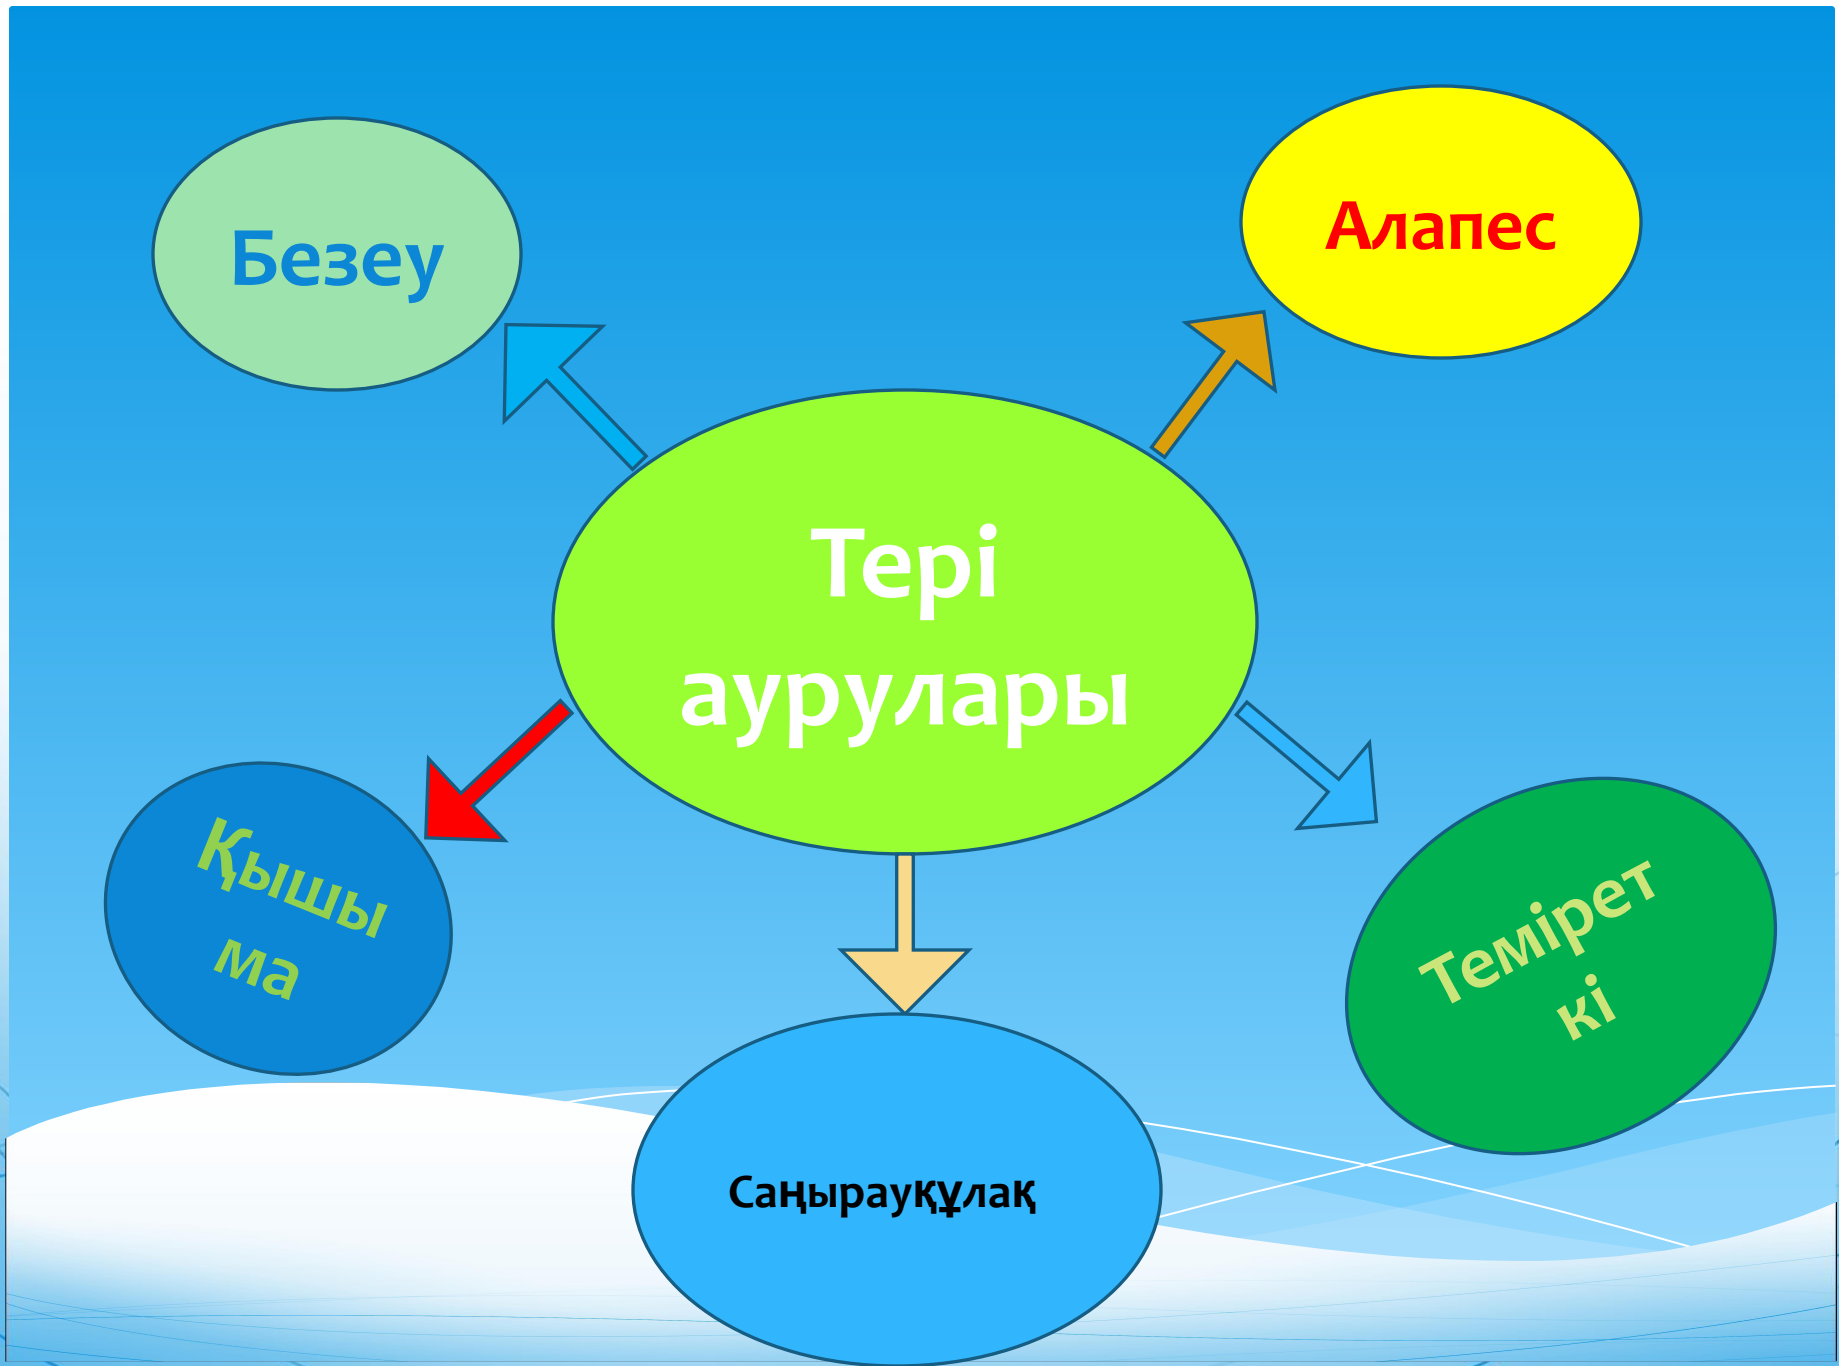 Безеу
Алапес
Тері
аурулары
Қышы
ма
Темірет
кі
Саңырауқұлақ